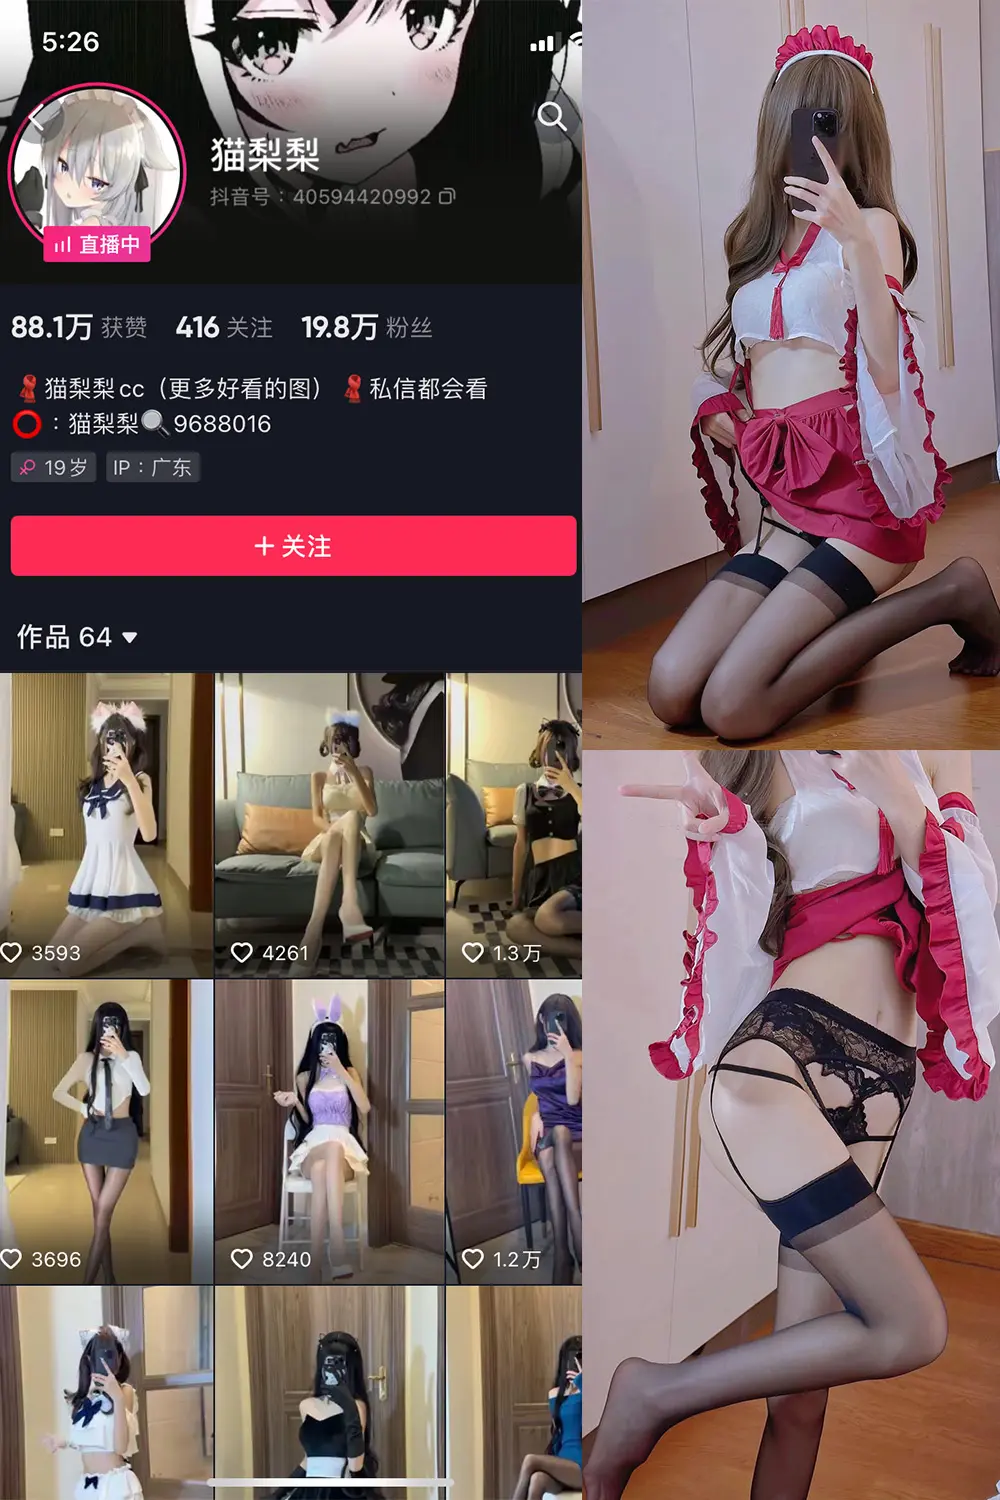 5:26
猫梨梨
抖音号：40594420992
直播中
88.1万 获赞 416 关注 19.8万 粉丝
猫梨梨cc（更多好看的图） 私信都会看
：猫梨梨🔍9688016
♀ 19岁 IP：广东
+ 关注
作品 64
3593
4261
1.3万
3696
8240
1.2万